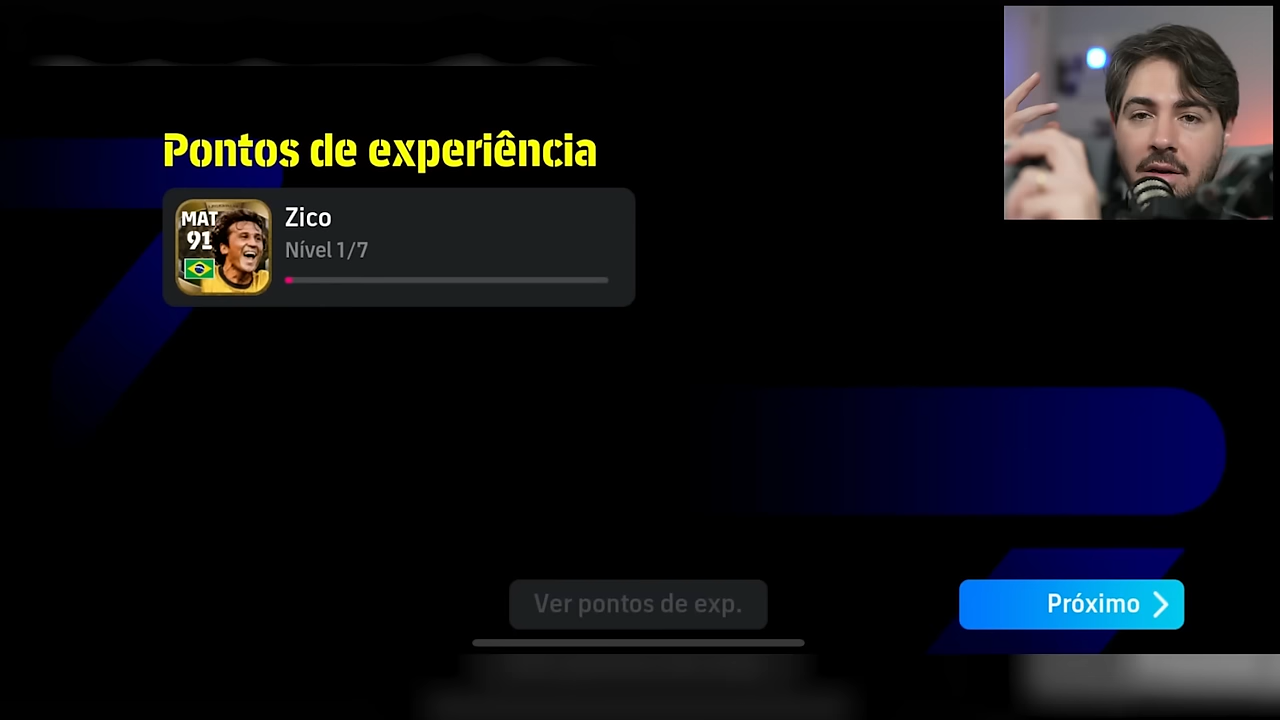 Pontos de experiência
MAT
91
Zico
Nível 1/7
Ver pontos de exp.
Próximo